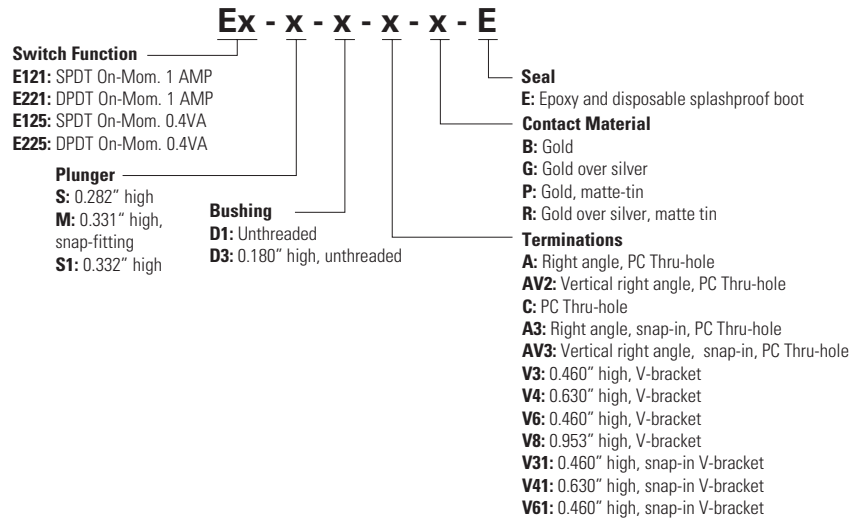 Ex - x - x - x - x - E
Switch Function
E121: SPDT On-Mom. 1 AMP
E221: DPDT On-Mom. 1 AMP
E125: SPDT On-Mom. 0.4VA
E225: DPDT On-Mom. 0.4VA
Plunger
S: 0.282" high
M: 0.331" high,
snap-fitting
S1: 0.332" high
Bushing
D1: Unthreaded
D3: 0.180" high, unthreaded
Seal
E: Epoxy and disposable splashproof boot
Contact Material
B: Gold
G: Gold over silver
P: Gold, matte-tin
R: Gold over silver, matte tin
Terminations
A: Right angle, PC Thru-hole
AV2: Vertical right angle, PC Thru-hole
C: PC Thru-hole
A3: Right angle, snap-in, PC Thru-hole
AV3: Vertical right angle, snap-in, PC Thru-hole
V3: 0.460" high, V-bracket
V4: 0.630" high, V-bracket
V6: 0.460" high, V-bracket
V8: 0.953" high, V-bracket
V31: 0.460" high, snap-in V-bracket
V41: 0.630" high, snap-in V-bracket
V61: 0.460" high, snap-in V-bracket